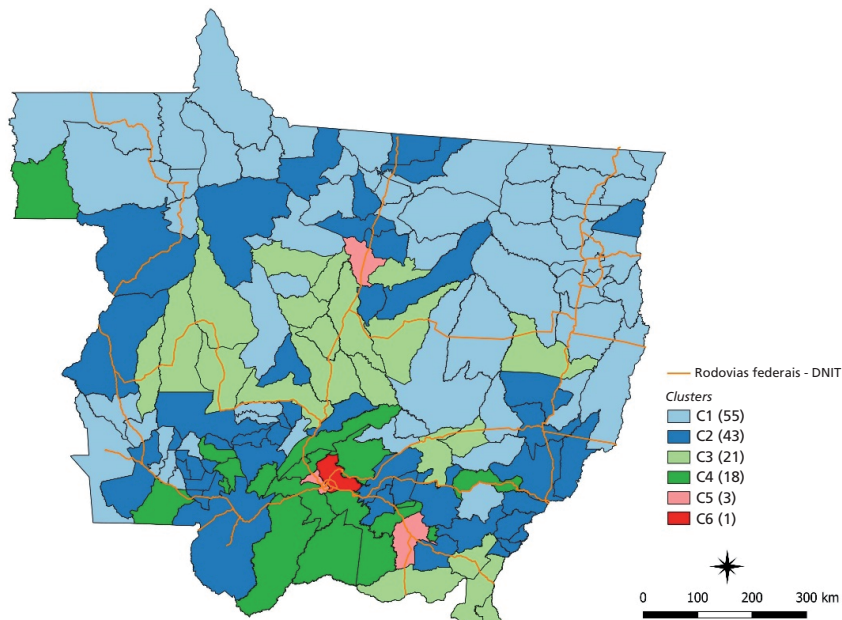 Rodovias federais - DNIT
Clusters
C1 (55)
C2 (43)
C3 (21)
C4 (18)
C5 (3)
C6 (1)
0 100 200 300 km